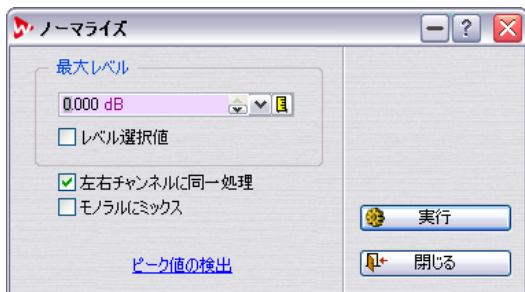 ノーマライズ
最大レベル
0.000 dB
レベル選択値
左右チャンネルに同一処理
モノラルにミックス
ピーク値の検出
実行
閉じる